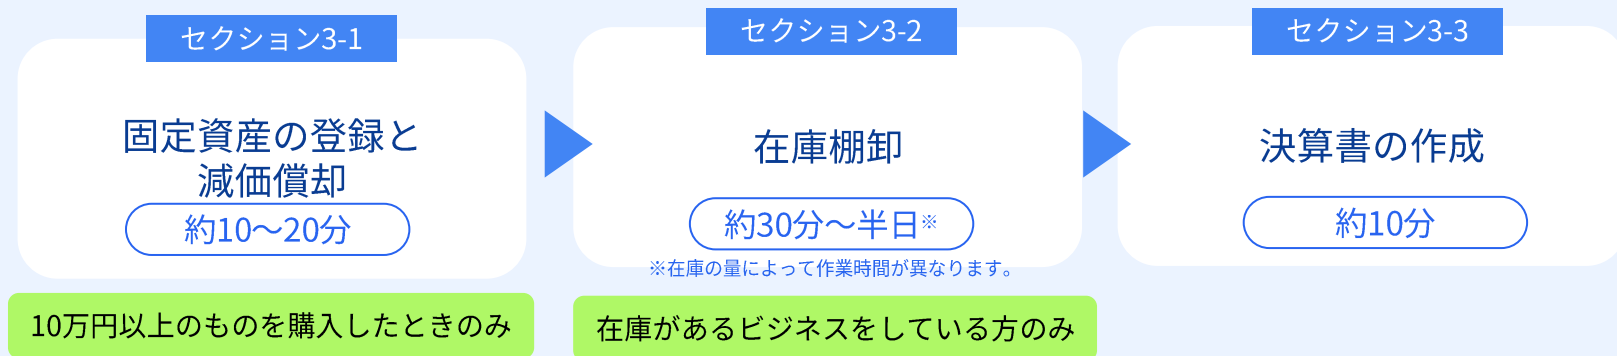 セクション3-1
固定資産の登録と
減価償却
約10〜20分
10万円以上のものを購入したときのみ
セクション3-2
在庫棚卸
約30分〜半日※
※在庫の量によって作業時間が異なります。
在庫があるビジネスをしている方のみ
セクション3-3
決算書の作成
約10分